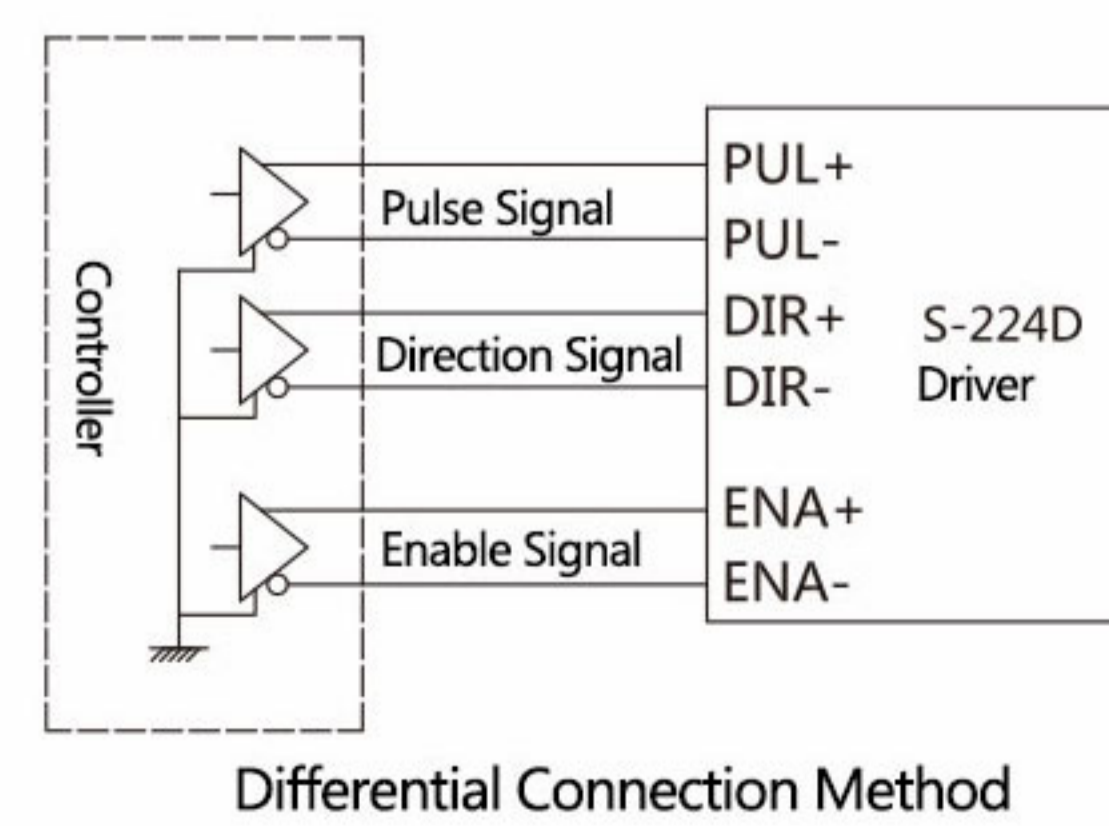 Controller
Pulse Signal
Direction Signal
Enable Signal
PUL+
PUL-
DIR+
DIR-
ENA+
ENA-
S-224D
Driver
Differential Connection Method